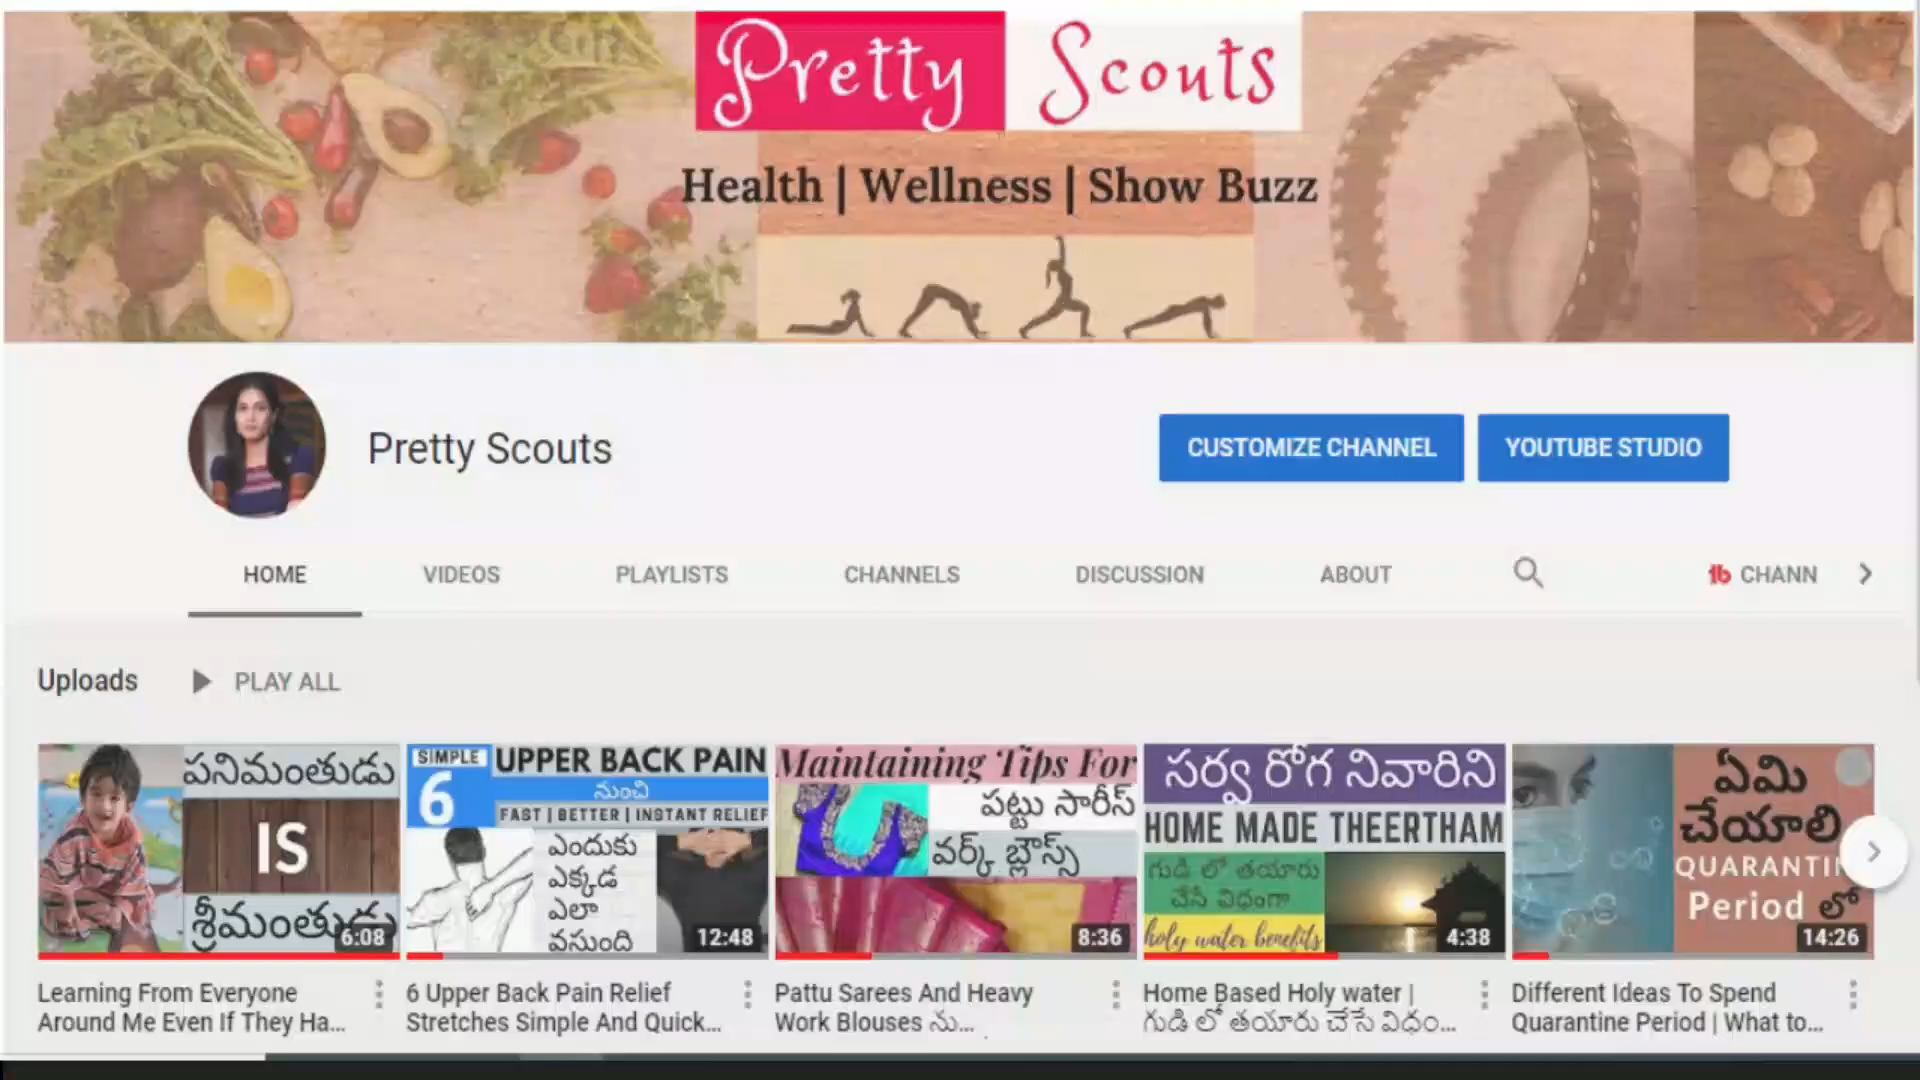 Pretty Scouts
Health | Wellness | Show Buzz
Pretty Scouts
CUSTOMIZE CHANNEL
YOUTUBE STUDIO
HOME
VIDEOS
PLAYLISTS
CHANNELS
DISCUSSION
ABOUT
CHANN
Uploads
PLAY ALL
పనిమంతుడు
IS
శ్రీమంతుడు
6:08
SIMPLE
6
UPPER BACK PAIN
నుంచి
FAST | BETTER | INSTANT RELIEF
ఎందుకు
ఎక్కడ
ఎలా
వసుంది
12:48
Maintaining Tips For
పట్టు సారీస్
వర్క్ బ్లౌస్స్
8:36
సర్వ రోగ నివారిని
HOME MADE THEERTHAM
గుడి లో తయారు
చేసే విధంగా
holy water benefits
4:38
ఏమి
చేయాలి
QUARANTI
Period లో
14:26
Learning From Everyone
Around Me Even If They Ha...
6 Upper Back Pain Relief
Stretches Simple And Quick...
Pattu Sarees And Heavy
Work Blouses ను...
Home Based Holy water |
గుడి లో తయారు చేసే విధం...
Different Ideas To Spend
Quarantine Period | What to...